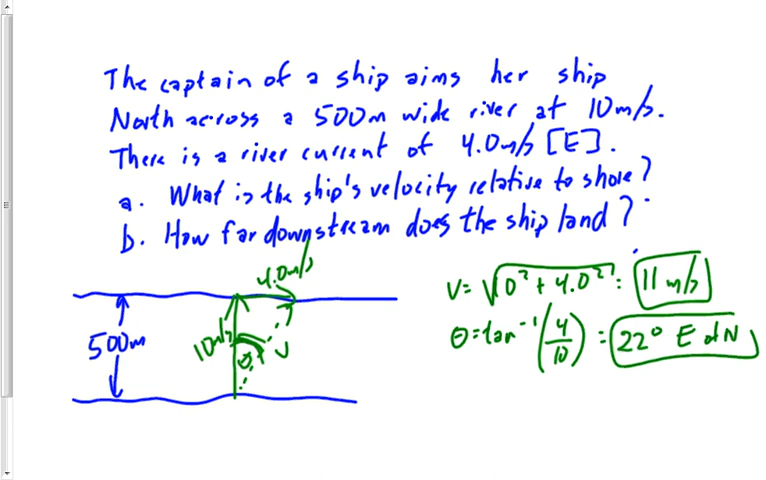 The captain of a ship aims her ship
North across a 500m wide river at 10m/s.
There is a river current of 4.0m/s [E].
a. What is the ship's velocity relative to shore?
b. How far downstream does the ship land?
4.0m/s
500m
10m/s
θ
V
V = √10² + 4.0² = 11 m/s
θ = tan⁻¹(4/10) = 22° E of N